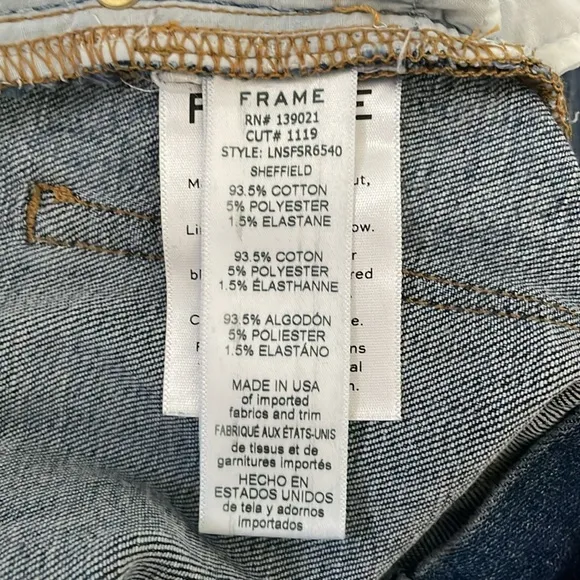 FRAME
RN# 139021
CUT# 1119
STYLE: LNSFSR6540
SHEFFIELD
93.5% COTTON
5% POLYESTER
1.5% ELASTANE
93.5% COTON
5% POLYESTER
1.5% ÉLASTHANNE
93.5% ALGODÓN
5% POLIESTER
1.5% ELASTÁNO
MADE IN USA
of imported
fabrics and trim
FABRIQUÉ AUX ÉTATS-UNIS
de tissus et de
garnitures importés
HECHO EN
ESTADOS UNIDOS
de tela y adornos
importados